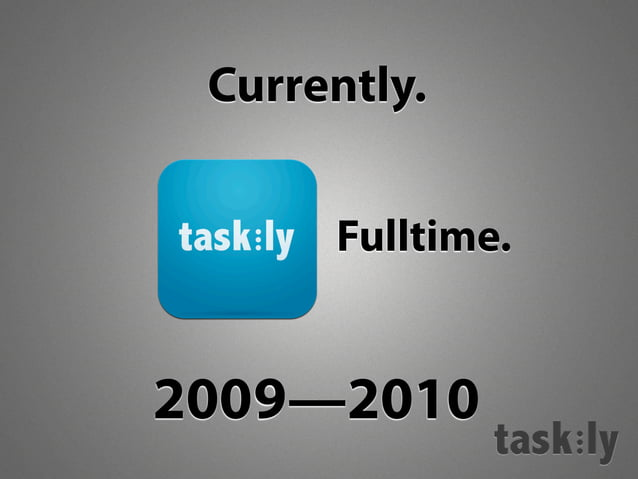 Currently.
task:ly
Fulltime.
2009—2010
task:ly